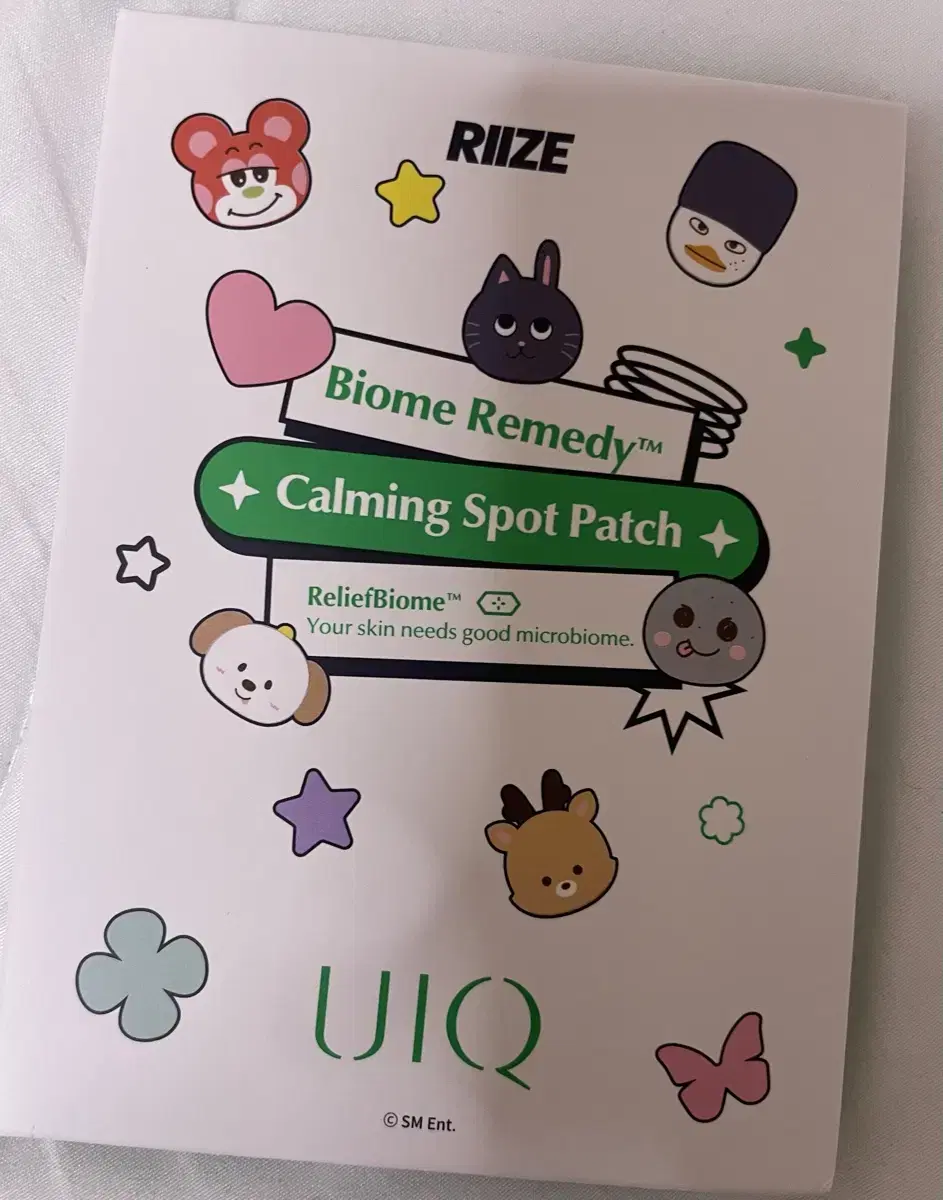 RIIZE
Biome Remedy™
Calming Spot Patch
ReliefBiome™
Your skin needs good microbiome.
UIQ
© SM Ent.